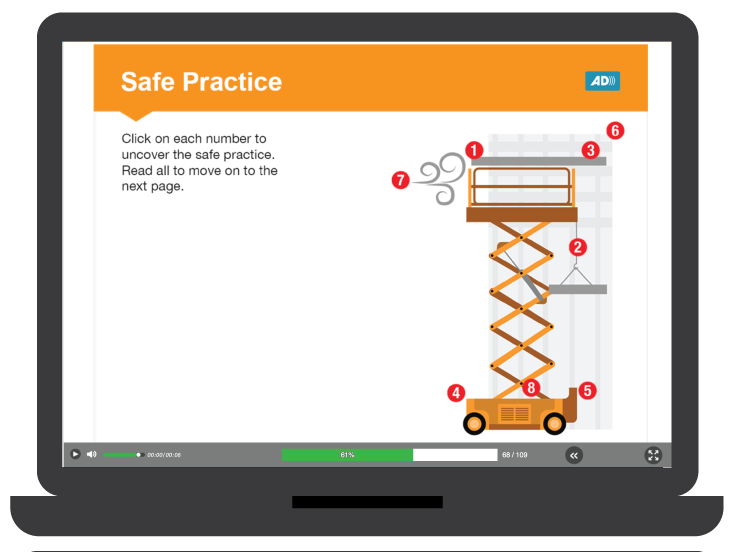 Safe Practice
AD
Click on each number to
uncover the safe practice.
Read all to move on to the
next page.
6
1
3
7
2
4
8
5
00:00/00:05
61%
68 / 109